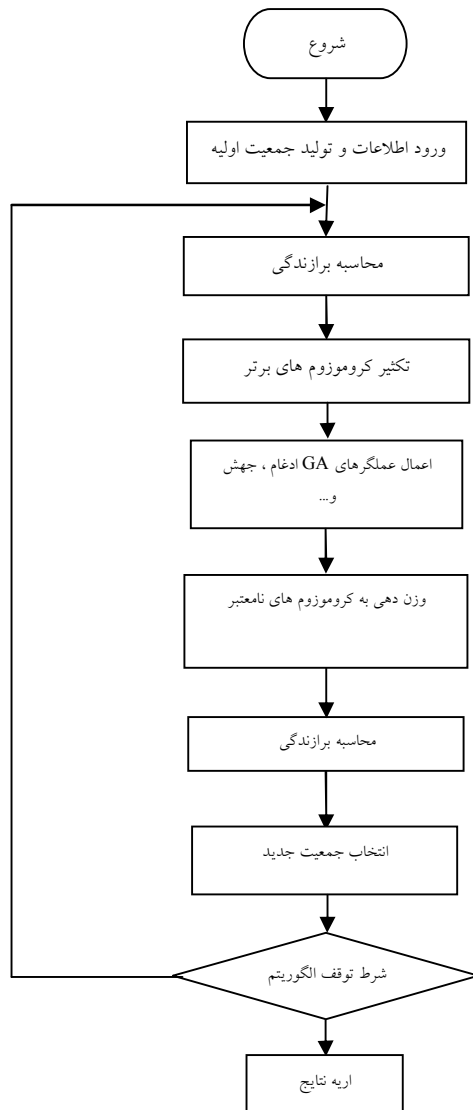 شروع
ورود اطلاعات و تولید جمعیت اولیه
محاسبه برازندگی
تکثیر کروموزوم های برتر
اعمال عملگرهای GA ادغام ، جهش
و...
وزن دهی به کروموزوم های نامعتبر
محاسبه برازندگی
انتخاب جمعیت جدید
شرط توقف الگوریتم
اریه نتایج